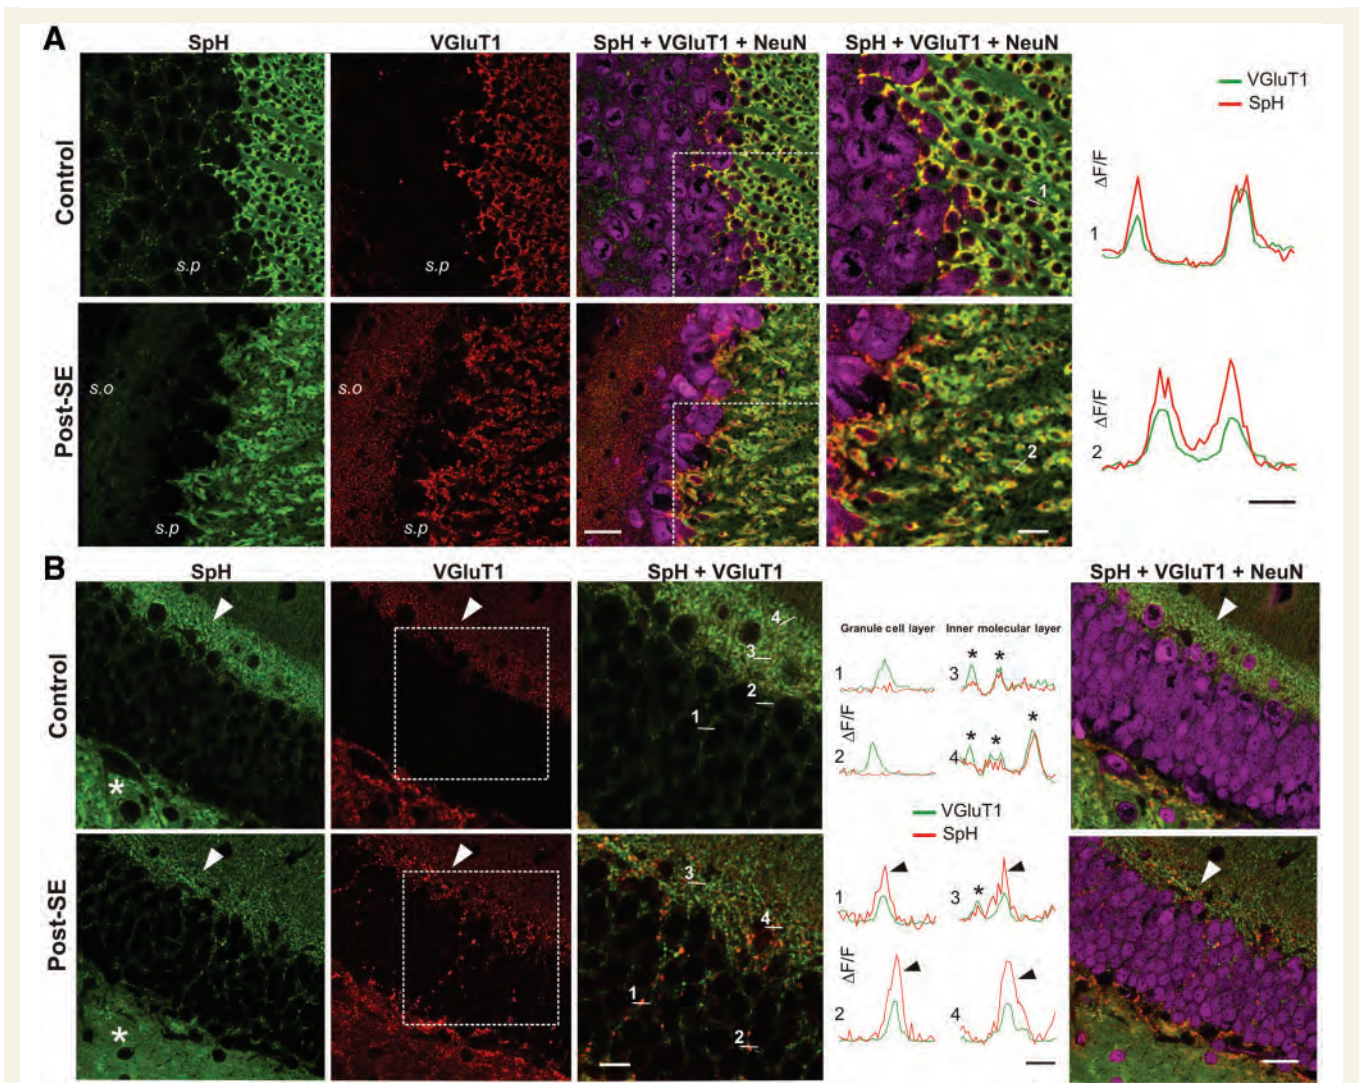 A
SpH VGluT1 SpH + VGluT1 + NeuN SpH + VGluT1 + NeuN
VGluT1
SpH
Control
s.p
s.p
1
ΔF/F
1
Post-SE
s.o
s.p
s.o
s.p
2
ΔF/F
2
B
SpH VGluT1 SpH + VGluT1 SpH + VGluT1 + NeuN
Control
*
4
3
2
1
Granule cell layer Inner molecular layer
1 3 * *
ΔF/F
2 4 * * *
VGluT1
SpH
Post-SE
*
3
4
1
2
1 3 *
ΔF/F
2 4